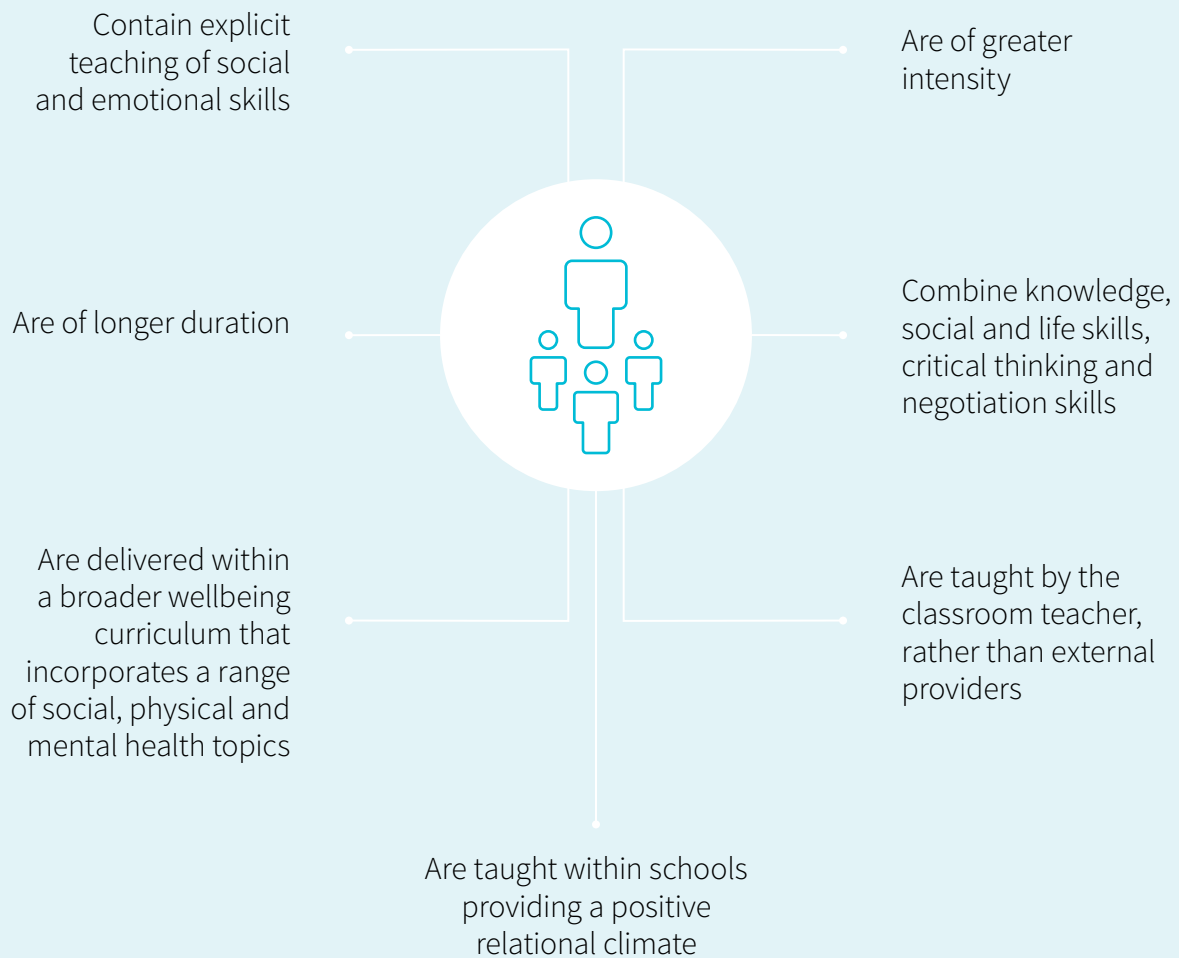 Contain explicit
teaching of social
and emotional skills
Are of greater
intensity
Are of longer duration
Combine knowledge,
social and life skills,
critical thinking and
negotiation skills
Are delivered within
a broader wellbeing
curriculum that
incorporates a range
of social, physical and
mental health topics
Are taught by the
classroom teacher,
rather than external
providers
Are taught within schools
providing a positive
relational climate